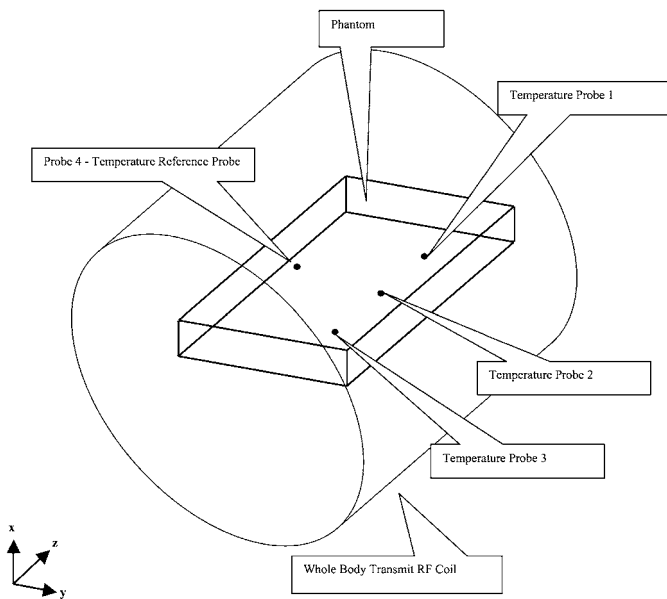 Phantom
Temperature Probe 1
Probe 4 - Temperature Reference Probe
Temperature Probe 2
Temperature Probe 3
Whole Body Transmit RF Coil
x
z
y